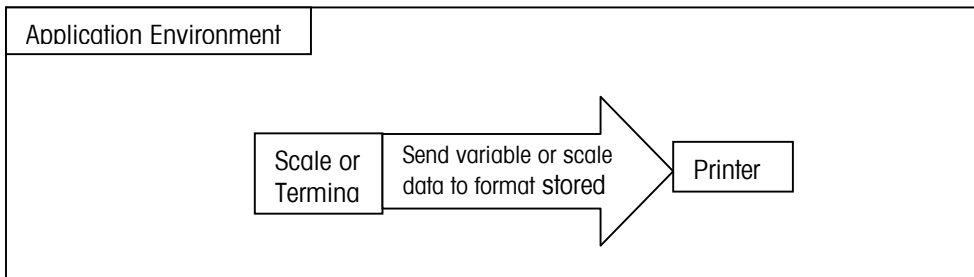 Application Environment
Scale or
Termina
Send variable or scale
data to format stored
Printer